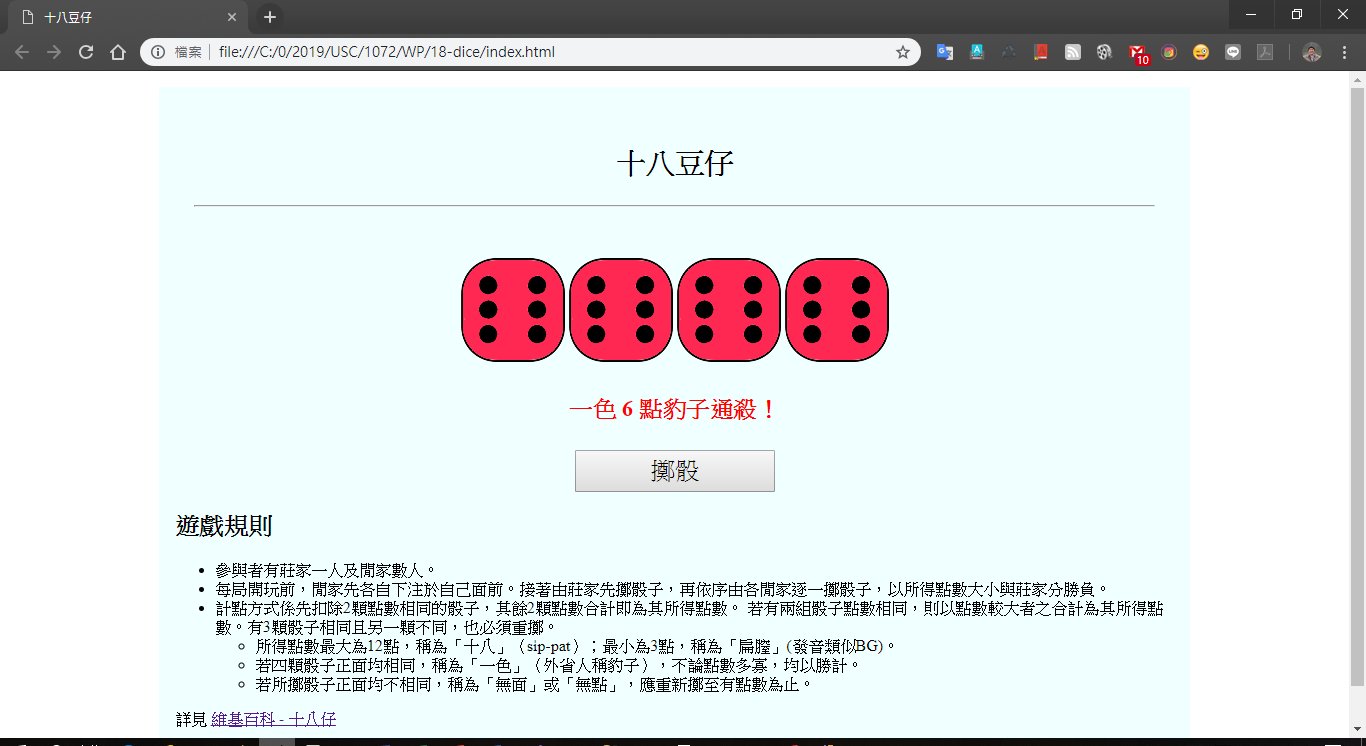 十八豆仔
檔案 file:///C:/0/2019/USC/1072/WP/18-dice/index.html
10
十八豆仔
一色 6 點豹子通殺！
擲骰
遊戲規則
參與者有莊家一人及閒家數人。
每局開玩前，閒家先各自下注於自己面前。接著由莊家先擲骰子，再依序由各閒家逐一擲骰子，以所得點數大小與莊家分勝負。
計點方式係先扣除2顆點數相同的骰子，其餘2顆點數合計即為其所得點數。 若有兩組骰子點數相同，則以點數較大者之合計為其所得點
數。有3顆骰子相同且另一顆不同，也必須重擲。
所得點數最大為12點，稱為「十八」（sip-pat）；最小為3點，稱為「扁膣」(發音類似BG)。
若四顆骰子正面均相同，稱為「一色」（外省人稱豹子），不論點數多寡，均以勝計。
若所擲骰子正面均不相同，稱為「無面」或「無點」，應重新擲至有點數為止。
詳見 維基百科 - 十八仔